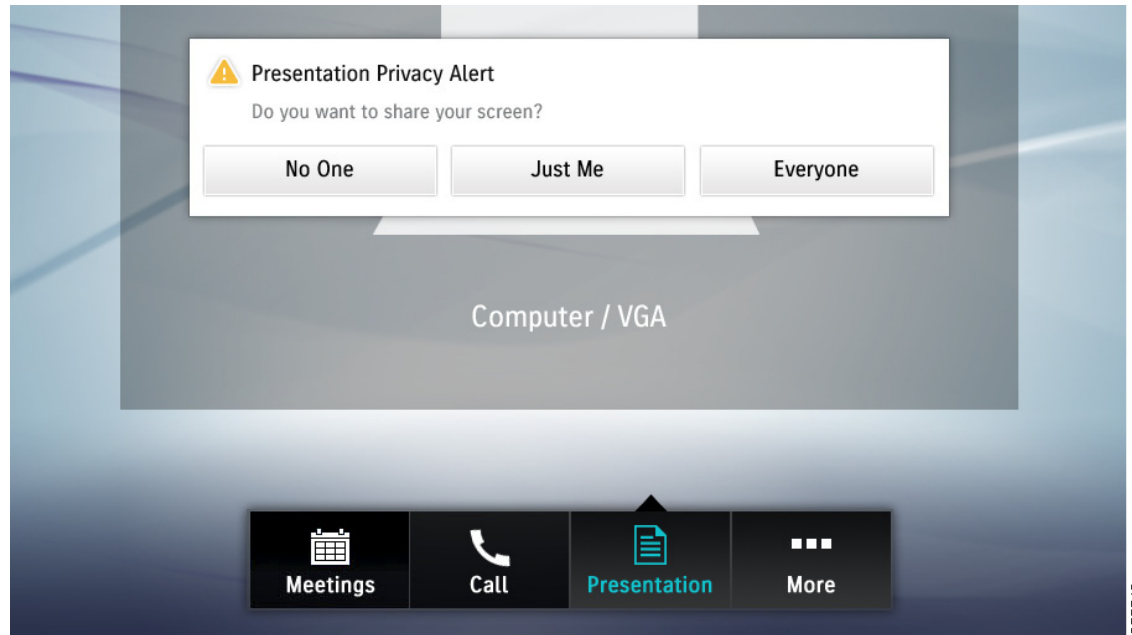 Presentation Privacy Alert
Do you want to share your screen?
No One Just Me Everyone
Computer / VGA
Meetings Call Presentation More